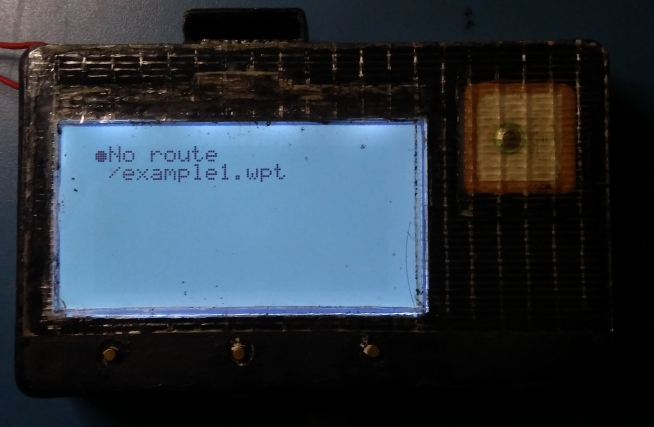 ●No route
/example1.wpt